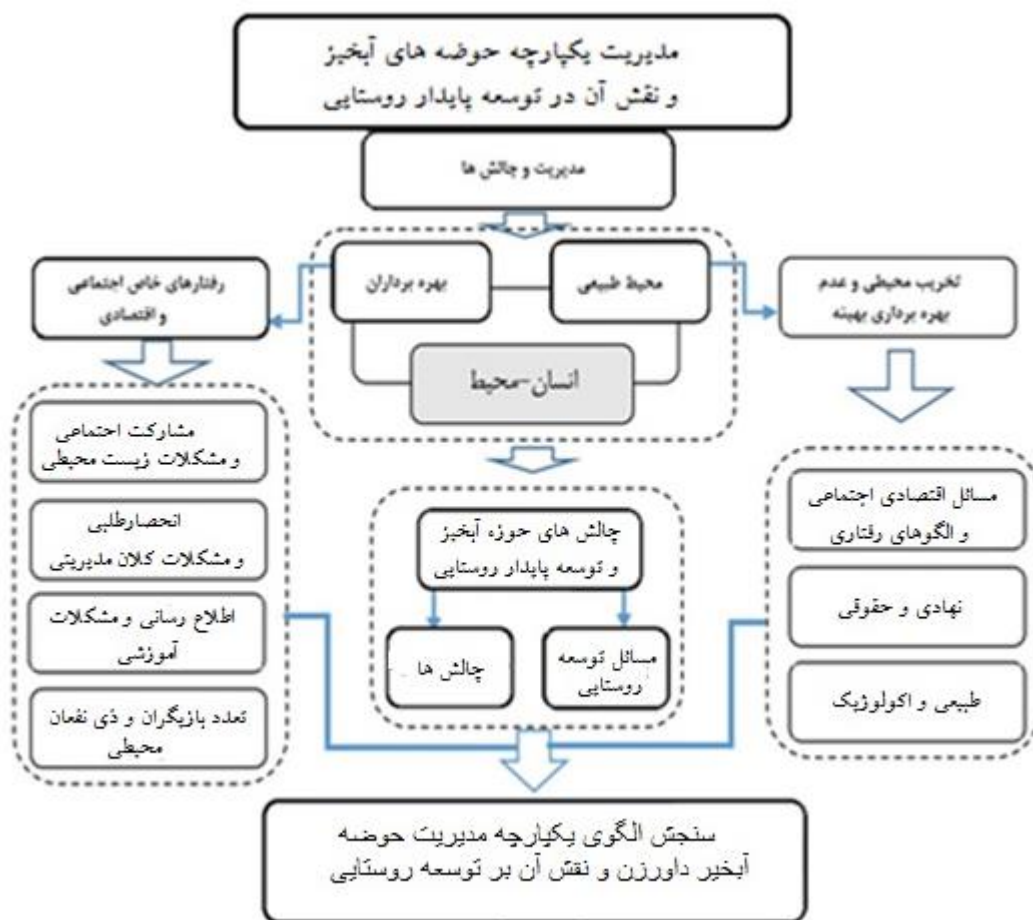 مدیریت یکپارچه حوضه های آبخیز
و نقش آن در توسعه پایدار روستایی
مدیریت و چالش ها
محیط طبیعی
بهره برداران
انسان-محیط
تخریب محیطی و عدم
بهره برداری بهینه
رفتارهای خاص اجتماعی
و اقتصادی
مسائل اقتصادی اجتماعی
و الگوهای رفتاری
نهادی و حقوقی
طبیعی و اکولوژیک
چالش های حوزه آبخیز
و توسعه پایدار روستایی
مسائل توسعه
روستایی
چالش ها
مشارکت اجتماعی
و مشکلات زیست محیطی
انحصارطلبی
و مشکلات کلان مدیریتی
اطلاع رسانی و مشکلات
آموزشی
تعدد بازیگران و ذی نفعان
محیطی
سنجش الگوی یکپارچه مدیریت حوضه
آبخیر داورزن و نقش آن بر توسعه روستایی